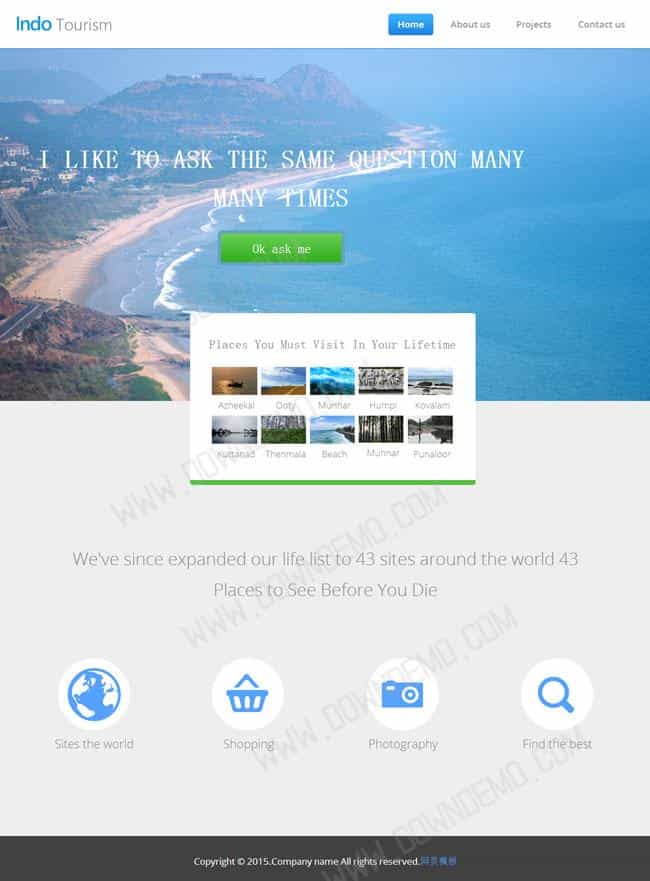 Indo Tourism
Home About us Projects Contact us
I LIKE TO ASK THE SAME QUESTION MANY
MANY TIMES
Ok ask me
Places You Must Visit In Your Lifetime
Azheekal Ooty Munnar Humpi Kovalam
Kuttanad Thenmala Beach Munnar Punaloor
WWW.DOWNDEMO.COM
We've since expanded our life list to 43 sites around the world 43
Places to See Before You Die
WWW.DOWNDEMO.COM
Sites the world Shopping Photography Find the best
WWW.DOWNDEMO.COM
WWW.DOWNDEMO.COM
Copyright © 2015.Company name All rights reserved.网页模板